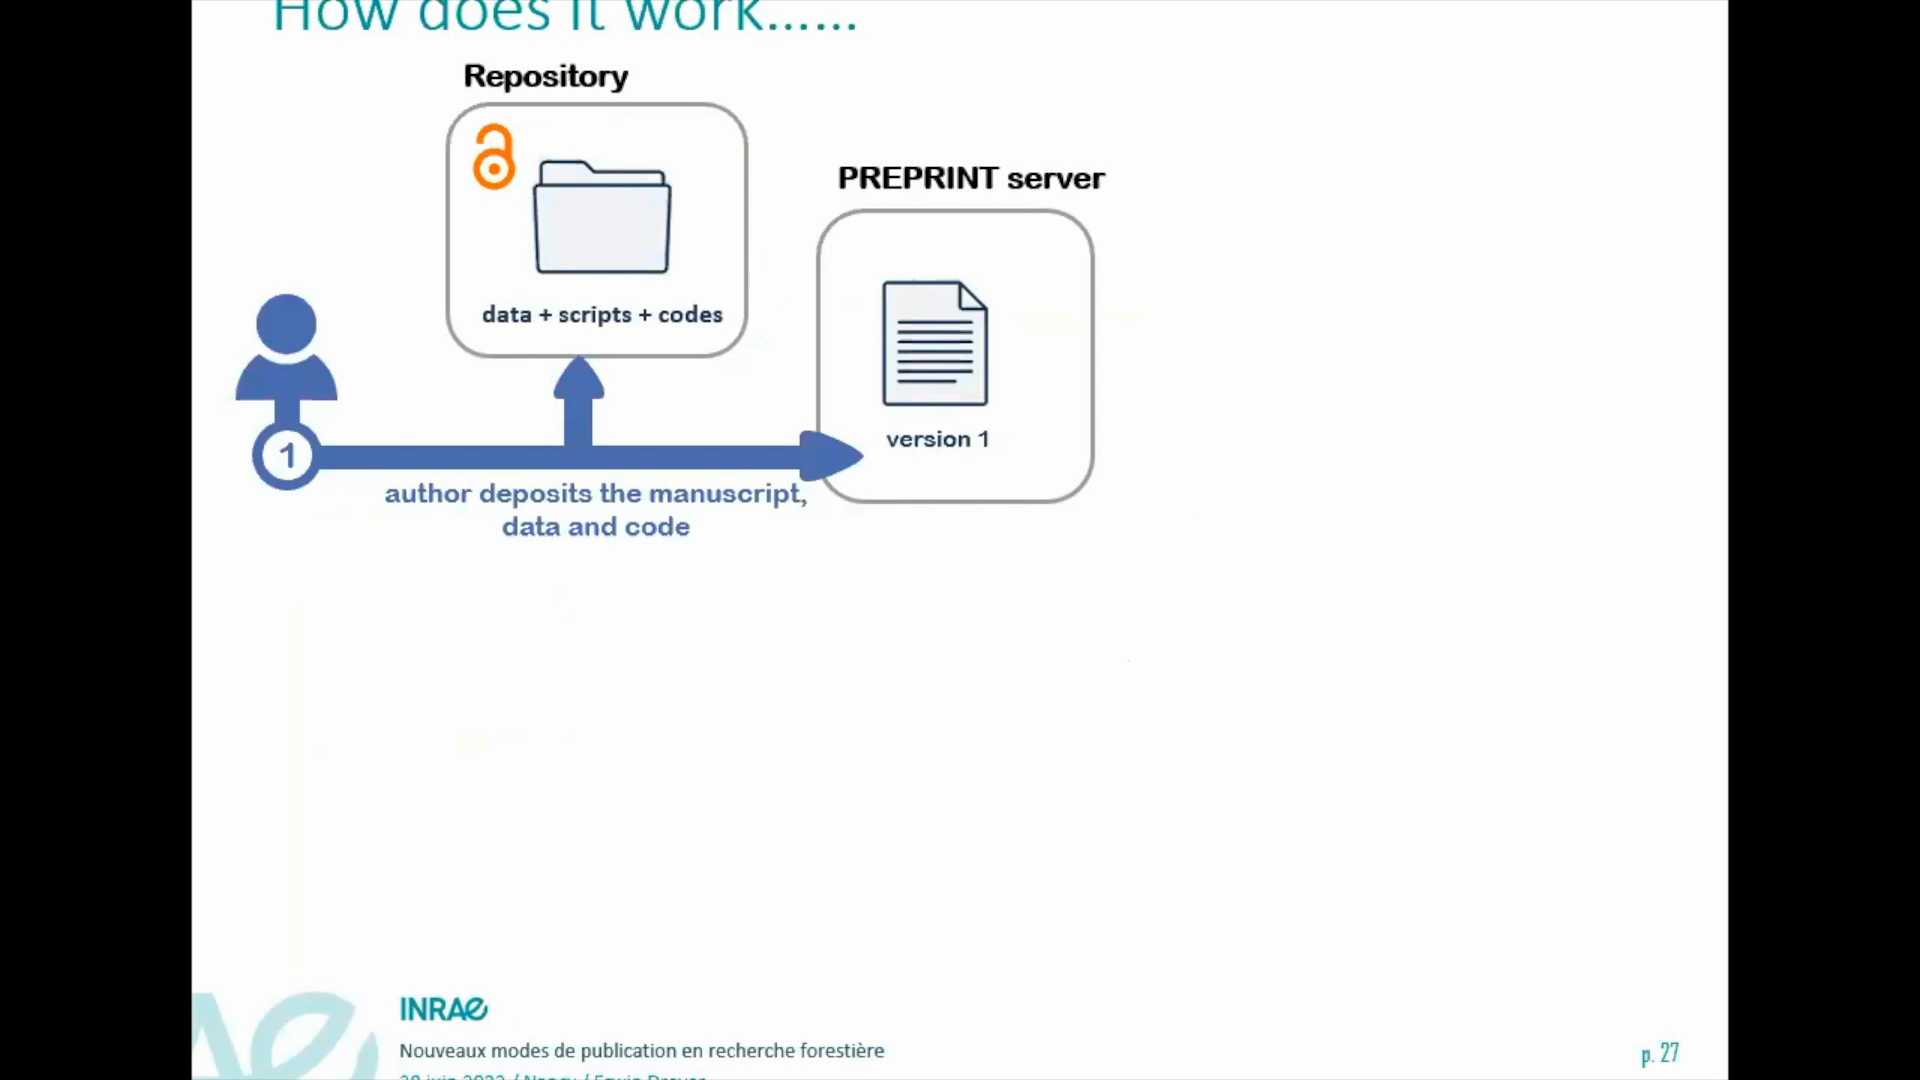 How does it work......
Repository
data + scripts + codes
PREPRINT server
version 1
1
author deposits the manuscript,
data and code
INRAE
Nouveaux modes de publication en recherche forestière
p. 27